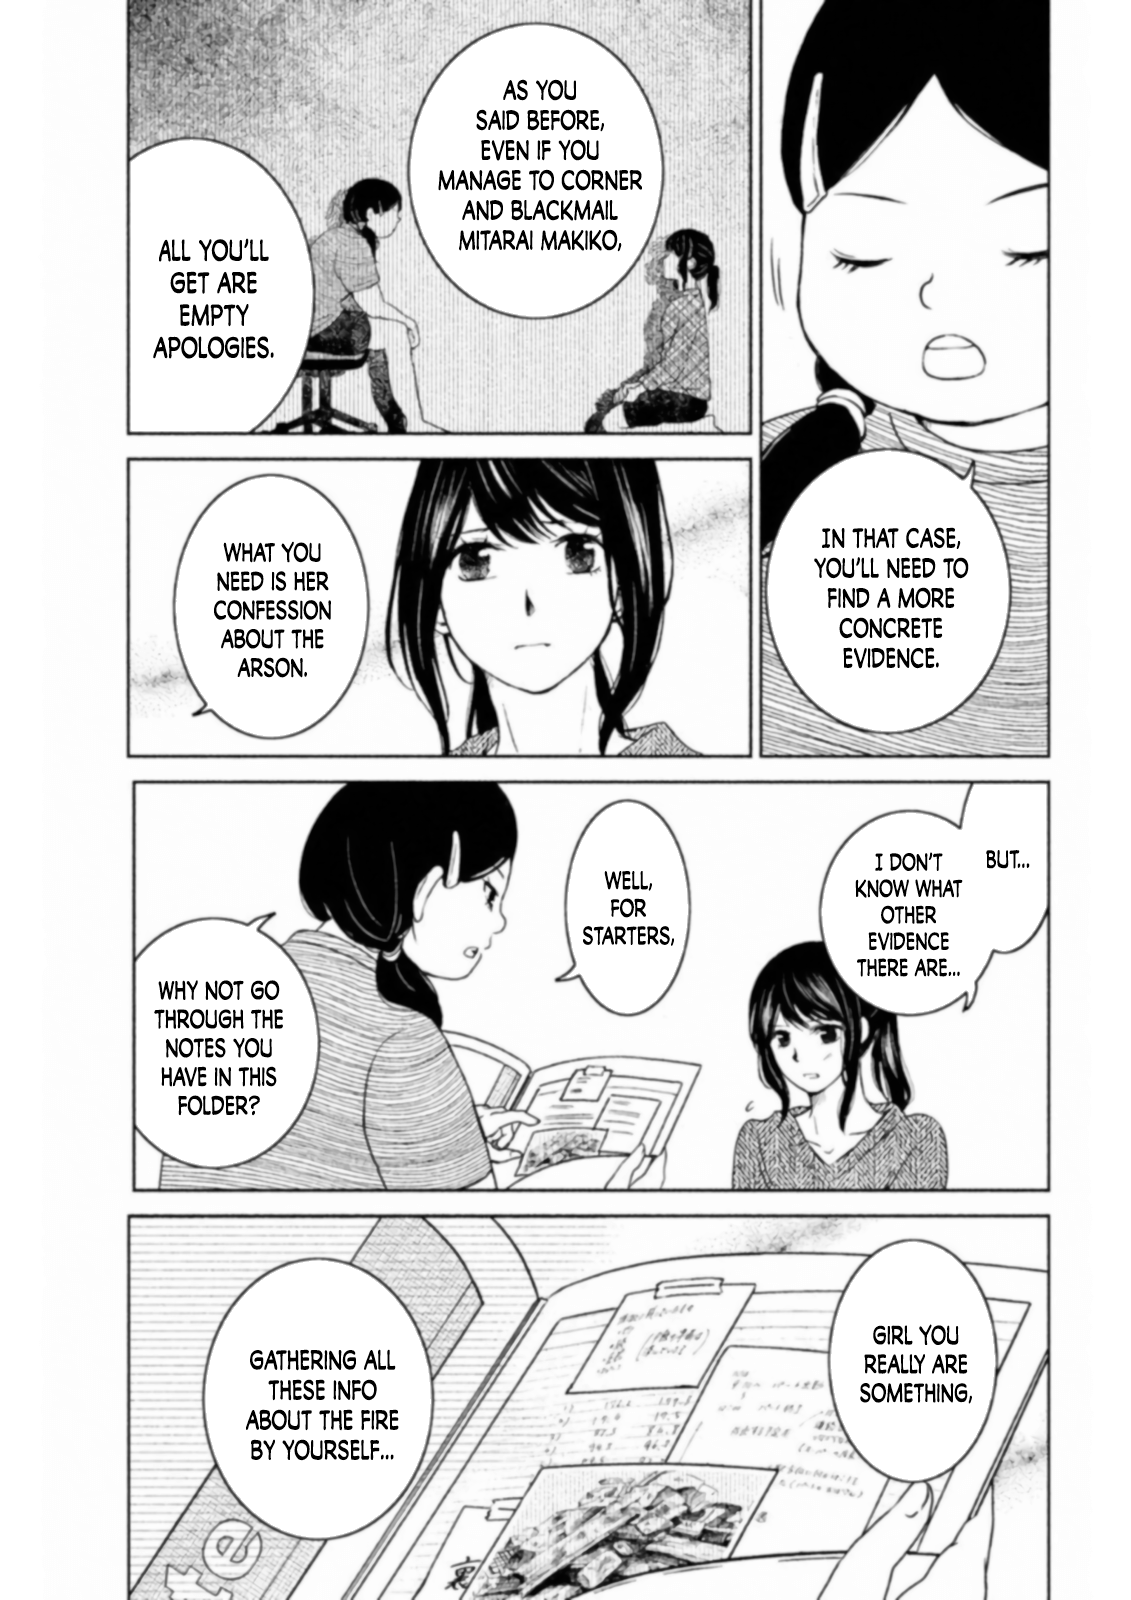 IN THAT CASE,
YOU'LL NEED TO
FIND A MORE
CONCRETE
EVIDENCE.
AS YOU
SAID BEFORE,
EVEN IF YOU
MANAGE TO CORNER
AND BLACKMAIL
MITARAI MAKIKO,
ALL YOU'LL
GET ARE
EMPTY
APOLOGIES.
WHAT YOU
NEED IS HER
CONFESSION
ABOUT THE
ARSON.
BUT...
I DON'T
KNOW WHAT
OTHER
EVIDENCE
THERE ARE...
WELL,
FOR
STARTERS,
WHY NOT GO
THROUGH THE
NOTES YOU
HAVE IN THIS
FOLDER?
GIRL YOU
REALLY ARE
SOMETHING,
GATHERING ALL
THESE INFO
ABOUT THE FIRE
BY YOURSELF...
te
裏